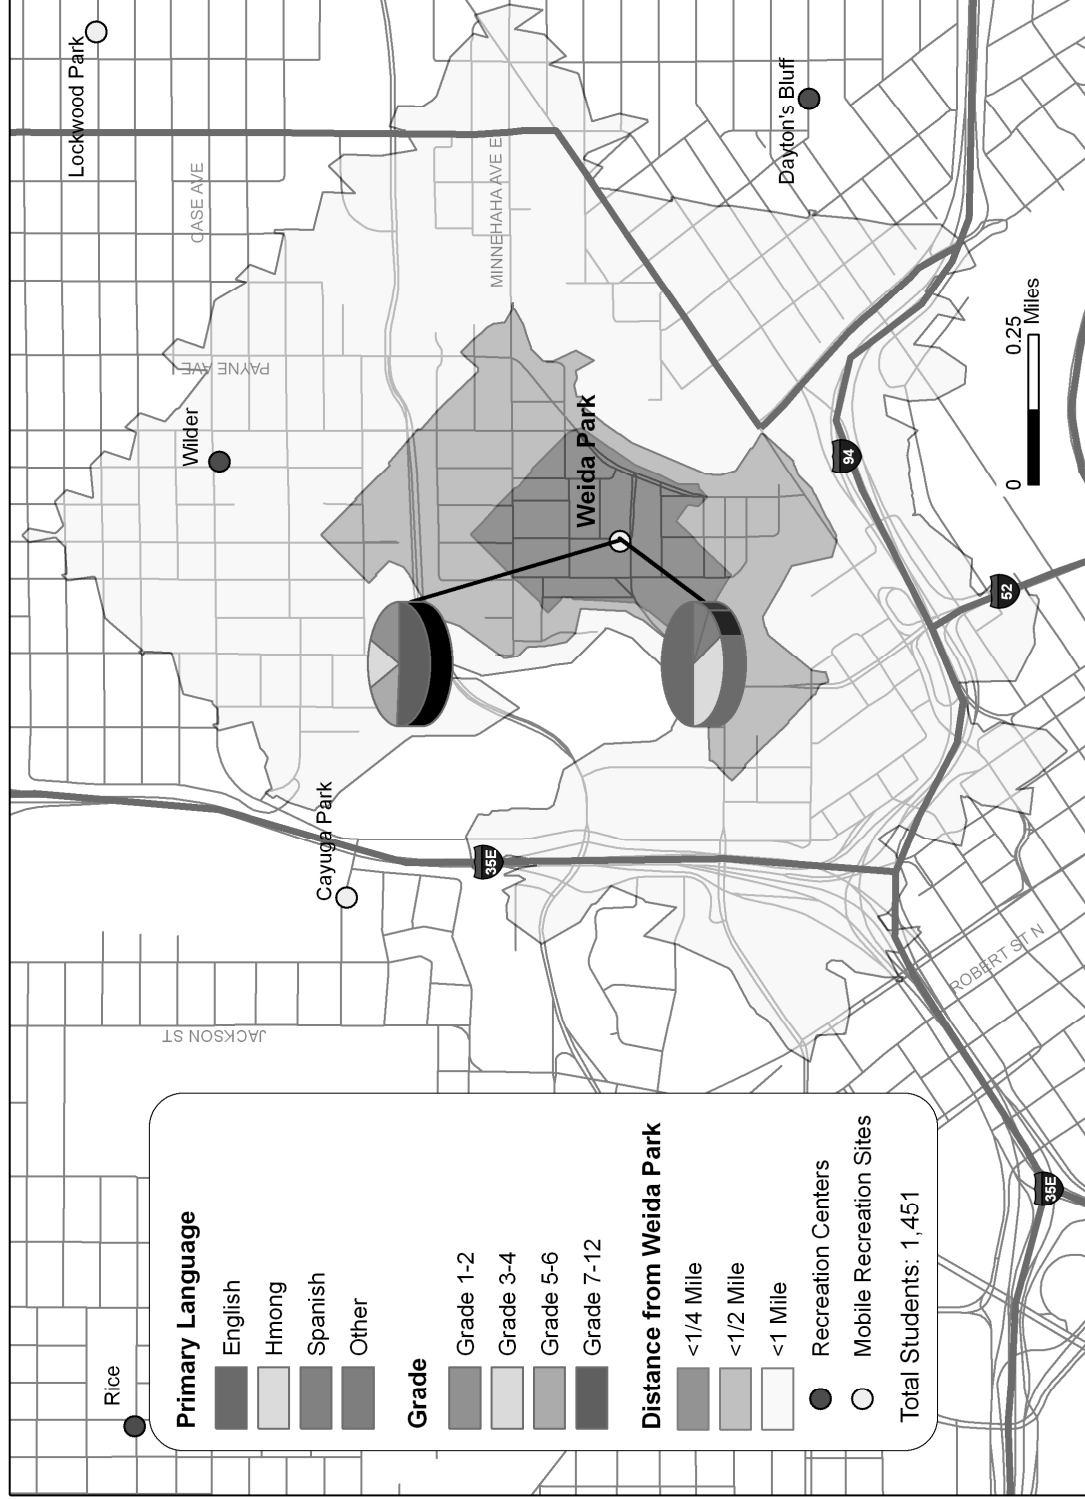 Lockwood Park
CASE AVE
MINNEHAHA AVE E
Dayton's Bluff
PAYNE AVE
Wilder
Weida Park
94
52
0
0.25
Miles
Cayuga Park
35E
ROBERT ST N
JACKSON ST
35E
Rice
Primary Language
English
Hmong
Spanish
Other
Grade
Grade 1-2
Grade 3-4
Grade 5-6
Grade 7-12
Distance from Weida Park
<1/4 Mile
<1/2 Mile
<1 Mile
Recreation Centers
Mobile Recreation Sites
Total Students: 1,451